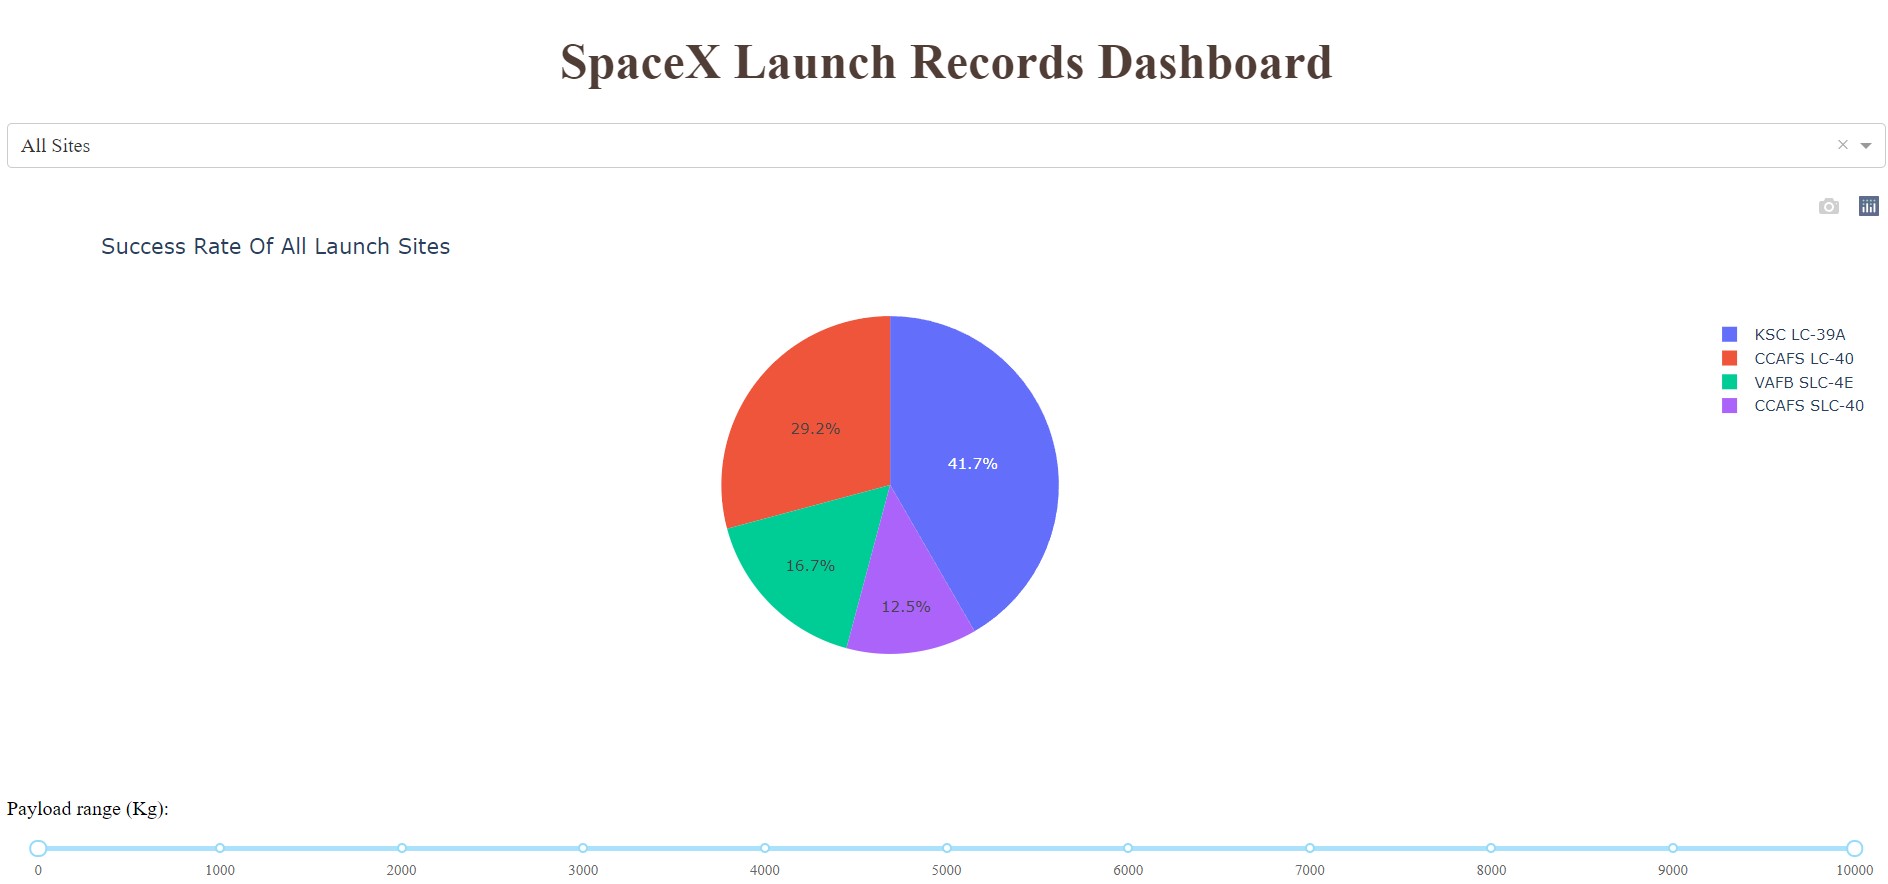 SpaceX Launch Records Dashboard
All Sites
Success Rate Of All Launch Sites
KSC LC-39A
CCAFS LC-40
VAFB SLC-4E
CCAFS SLC-40
29.2%
41.7%
16.7%
12.5%
Payload range (Kg):
0 1000 2000 3000 4000 5000 6000 7000 8000 9000 10000